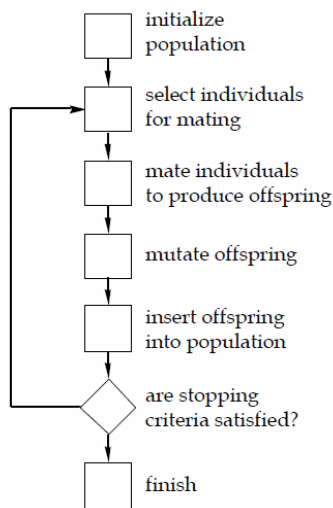 initialize
population
select individuals
for mating
mate individuals
to produce offspring
mutate offspring
insert offspring
into population
are stopping
criteria satisfied?
finish